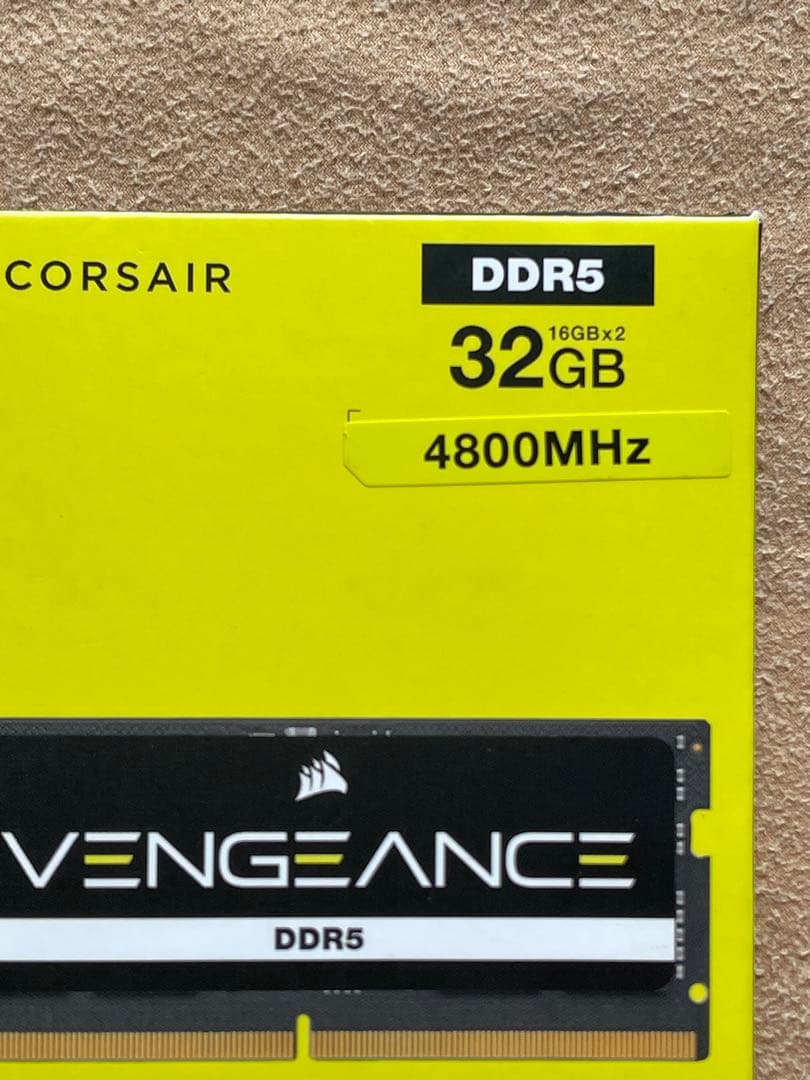 CORSAIR
DDR5
16GBx2
32GB
4800MHz
VENGEANCE
DDR5